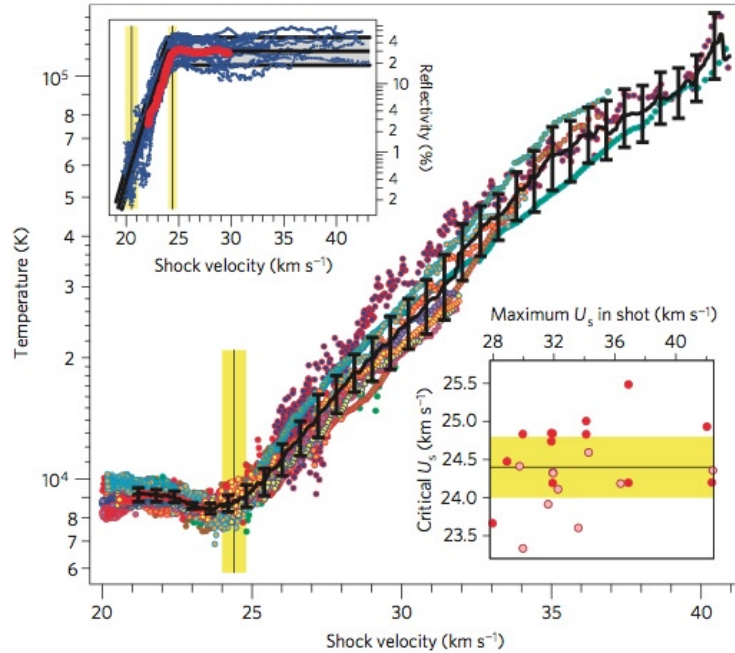 40
20
10
4
2
1
4
2
Reflectivity (%)
20 25 30 35 40
Shock velocity (km s⁻¹)
10⁵
8
7
6
5
4
3
2
10⁴
9
8
7
6
Temperature (K)
Maximum Uₛ in shot (km s⁻¹)
28 32 36 40
25.5
25.0
24.5
24.0
23.5
Critical Uₛ (km s⁻¹)
20 25 30 35 40
Shock velocity (km s⁻¹)